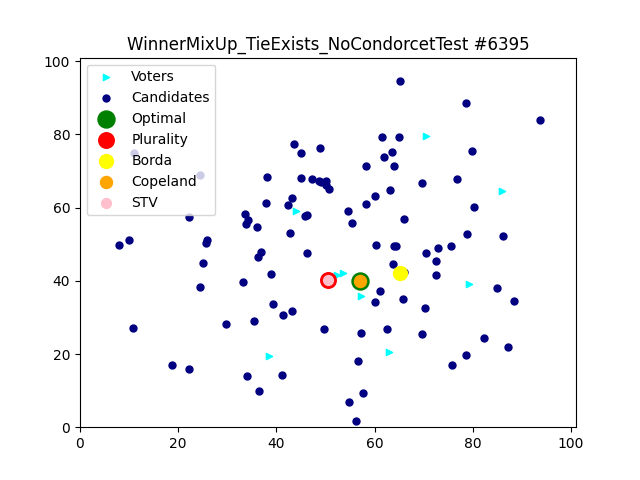 WinnerMixUp_TieExists_NoCondorcetTest #6395
100
80
60
40
20
0
0 20 40 60 80 100
Voters
Candidates
Optimal
Plurality
Borda
Copeland
STV